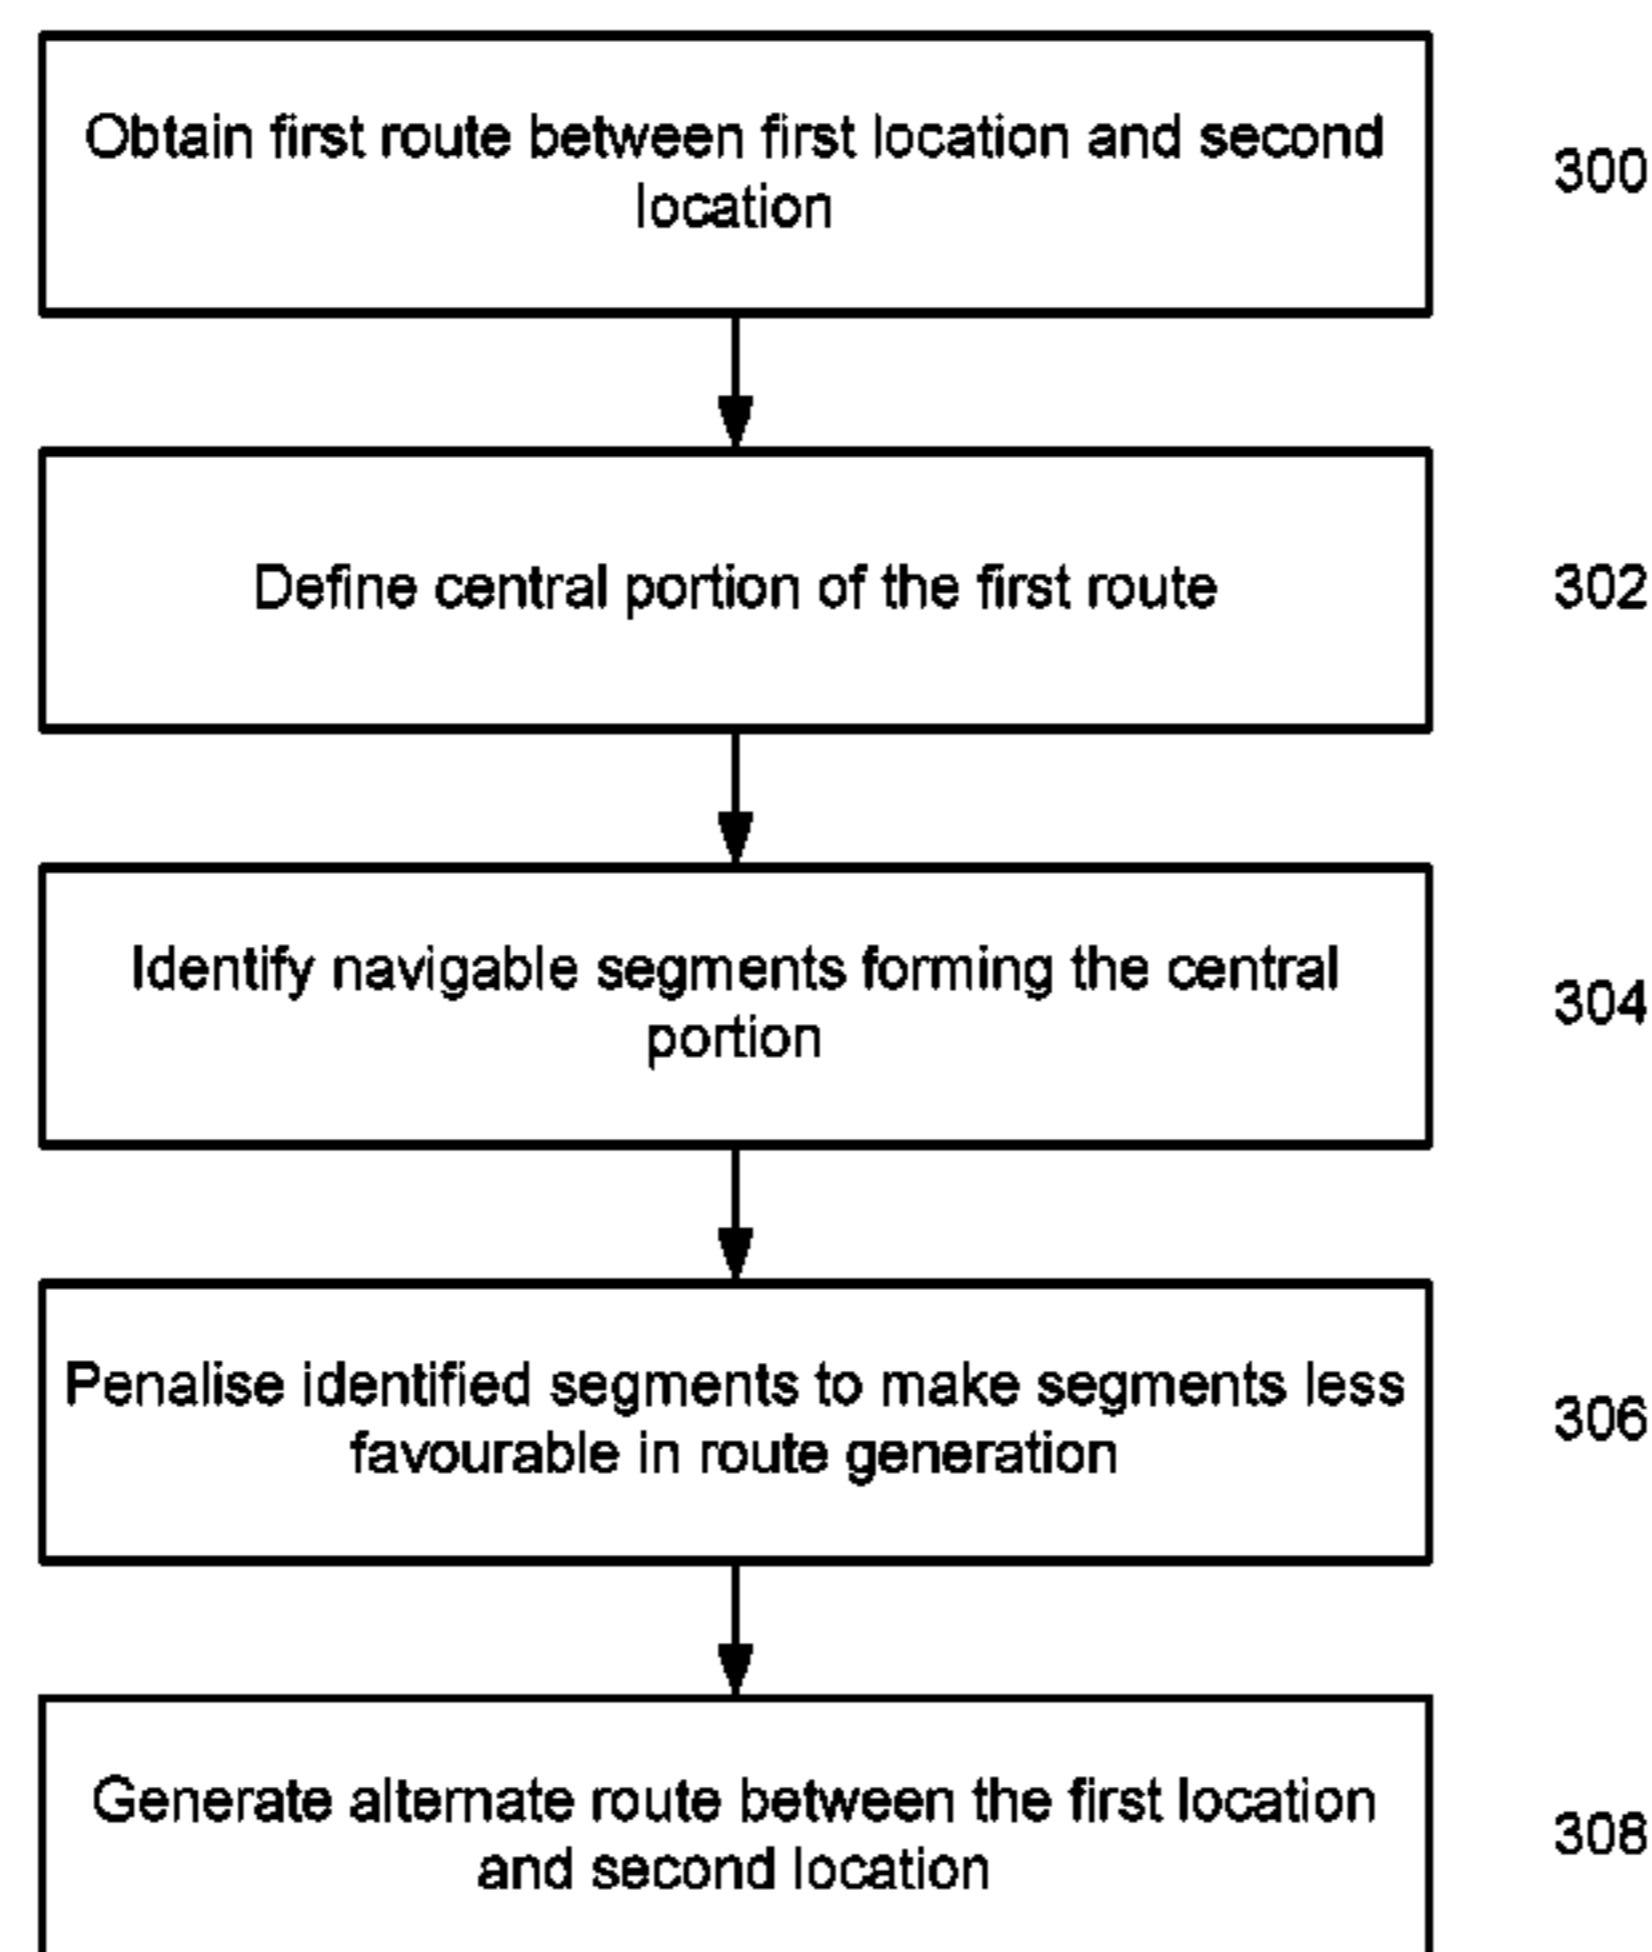 Obtain first route between first location and second
location
300
Define central portion of the first route
302
Identify navigable segments forming the central
portion
304
Penalise identified segments to make segments less
favourable in route generation
306
Generate alternate route between the first location
and second location
308